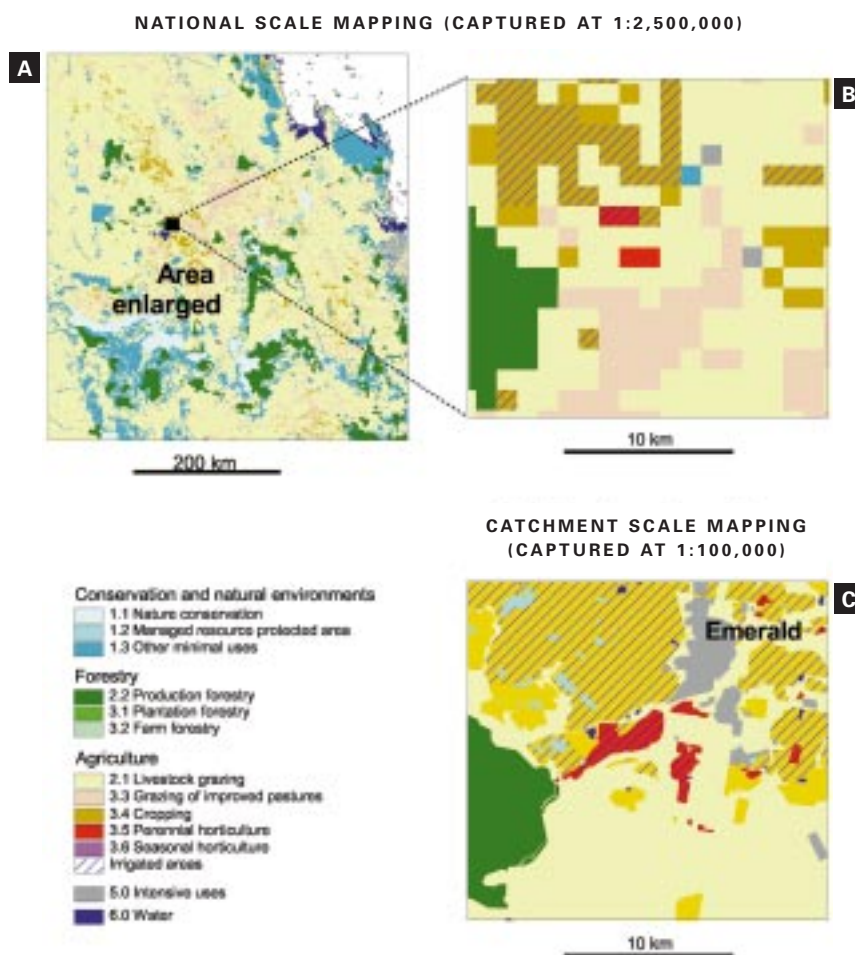 NATIONAL SCALE MAPPING (CAPTURED AT 1:2,500,000)
A
B
Area
enlarged
200 km
10 km
CATCHMENT SCALE MAPPING
(CAPTURED AT 1:100,000)
C
Emerald
10 km
Conservation and natural environments
1.1 Nature conservation
1.2 Managed resource protected area
1.3 Other minimal uses
Forestry
2.2 Production forestry
3.1 Plantation forestry
3.2 Farm forestry
Agriculture
2.1 Livestock grazing
3.3 Grazing of improved pastures
3.4 Cropping
3.5 Perennial horticulture
3.6 Seasonal horticulture
Irrigated areas
5.0 Intensive uses
6.0 Water